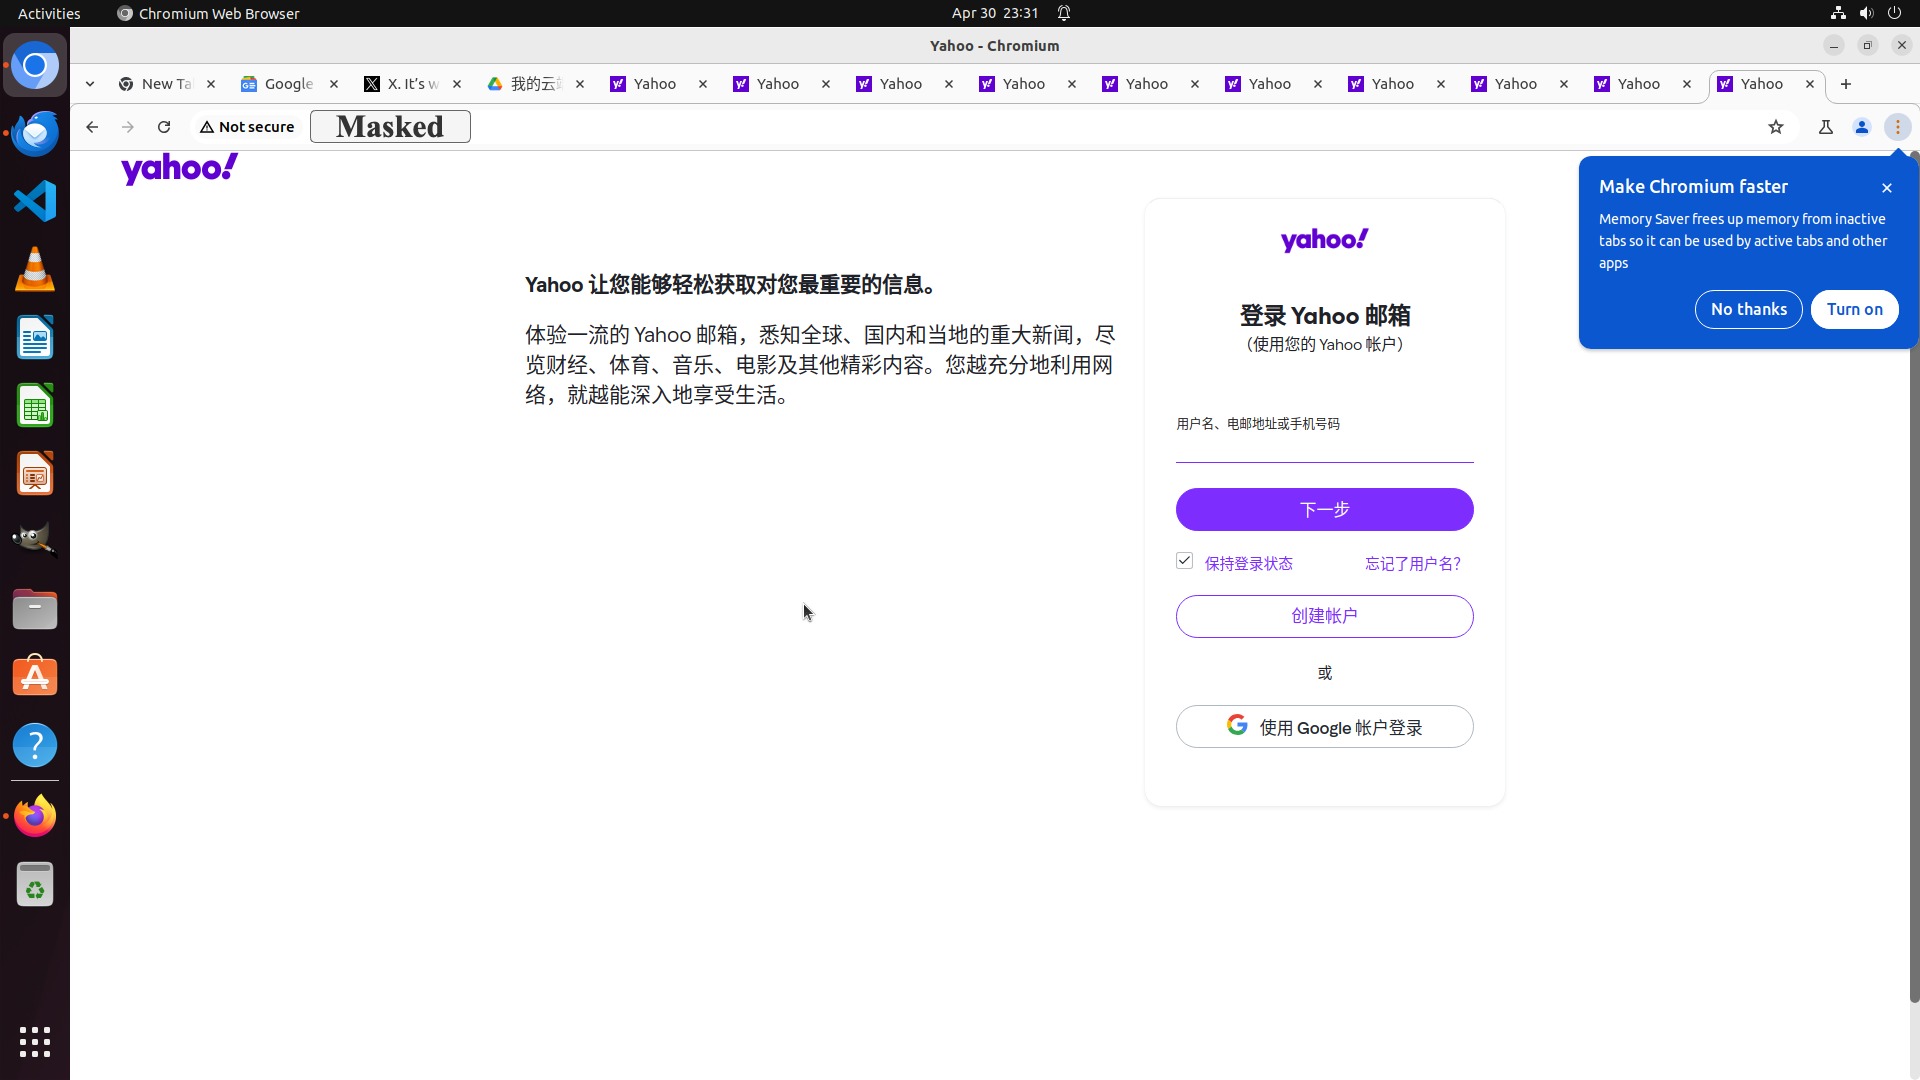 Activities
Chromium Web Browser
Apr 30 23:31
Yahoo - Chromium
New Ta
Google
X. It's w
我的云端
Yahoo
Yahoo
Yahoo
Yahoo
Yahoo
Yahoo
Yahoo
Yahoo
Yahoo
Yahoo
Not secure
Masked
yahoo!
Make Chromium faster
Memory Saver frees up memory from inactive
tabs so it can be used by active tabs and other
apps
No thanks
Turn on
yahoo!
Yahoo 让您能够轻松获取对您最重要的信息。
体验一流的 Yahoo 邮箱，悉知全球、国内和当地的重大新闻，尽
览财经、体育、音乐、电影及其他精彩内容。您越充分地利用网
络，就越能深入地享受生活。
登录 Yahoo 邮箱
（使用您的 Yahoo 帐户）
用户名、电邮地址或手机号码
下一步
保持登录状态
忘记了用户名？
创建帐户
或
使用 Google 帐户登录